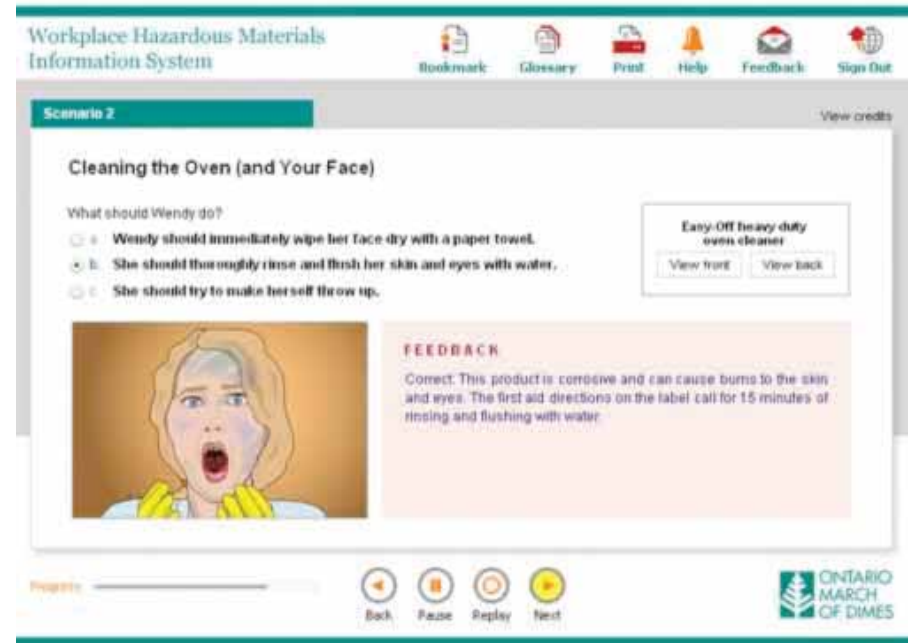 Workplace Hazardous Materials
Information System
Bookmark
Glossary
Print
Help
Feedback
Sign Out
Scenario 2
View credits
Cleaning the Oven (and Your Face)
What should Wendy do?
a. Wendy should immediately wipe her face dry with a paper towel.
b. She should thoroughly rinse and flush her skin and eyes with water.
c. She should try to make herself throw up.
Easy-Off heavy duty
oven cleaner
View front
View back
FEEDBACK
Correct. This product is corrosive and can cause burns to the skin
and eyes. The first aid directions on the label call for 15 minutes of
rinsing and flushing with water.
Progress
Back
Pause
Replay
Next
ONTARIO
MARCH
OF DIMES